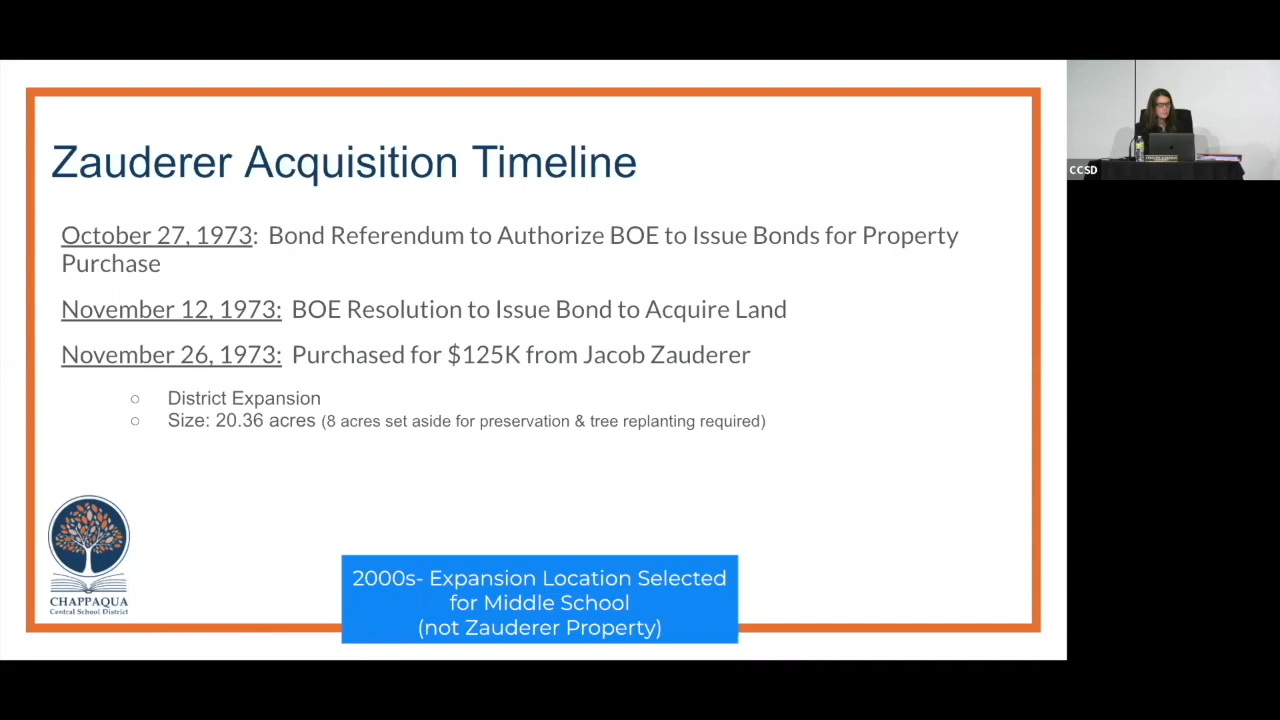 Zauderer Acquisition Timeline
October 27, 1973: Bond Referendum to Authorize BOE to Issue Bonds for Property
Purchase
November 12, 1973: BOE Resolution to Issue Bond to Acquire Land
November 26, 1973: Purchased for $125K from Jacob Zauderer
○ District Expansion
○ Size: 20.36 acres (8 acres set aside for preservation & tree replanting required)
CHAPPAQUA
Central School District
2000s- Expansion Location Selected
for Middle School
(not Zauderer Property)
CCSD